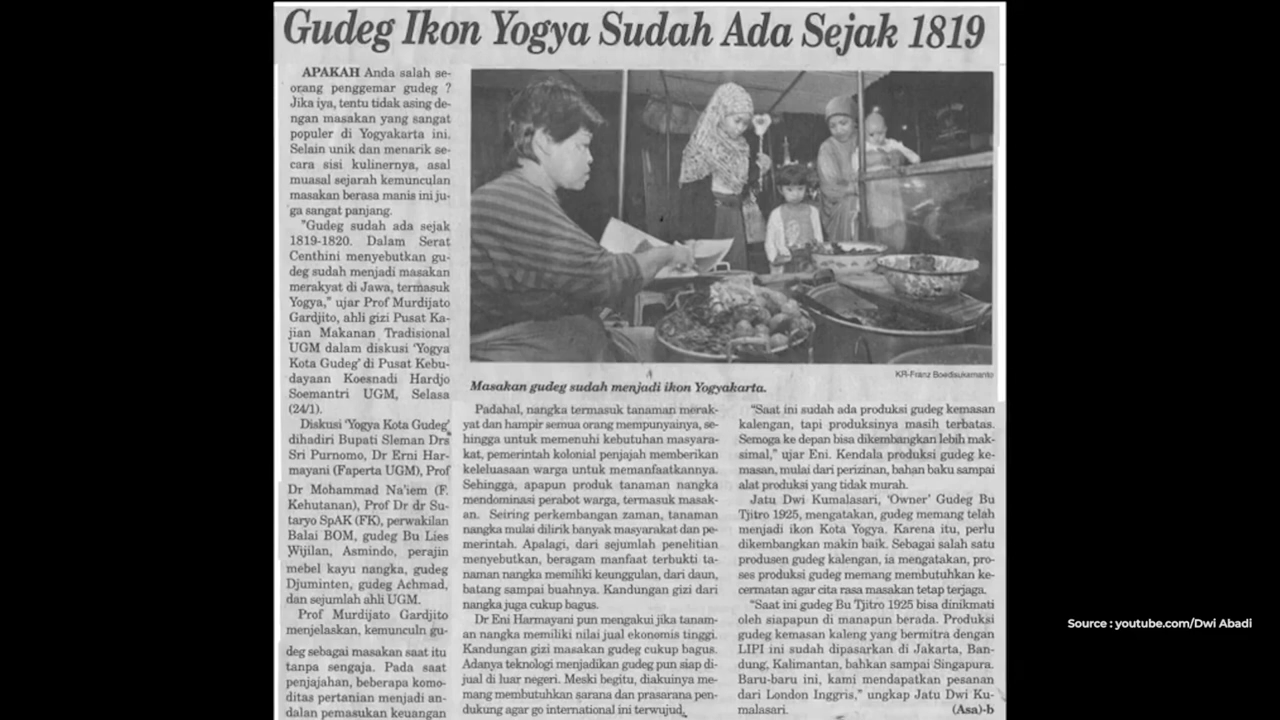 Gudeg Ikon Yogya Sudah Ada Sejak 1819
APAKAH Anda salah se-
orang penggemar gudeg ?
Jika iya, tentu tidak asing de-
ngan masakan yang sangat
populer di Yogyakarta ini.
Selain unik dan menarik se-
cara sisi kulinernya, asal
muasal sejarah kemunculan
masakan berasa manis ini ju-
ga sangat panjang.
"Gudeg sudah ada sejak
1819-1820. Dalam Serat
Centhini menyebutkan gu-
deg sudah menjadi masakan
merakyat di Jawa, termasuk
Yogya," ujar Prof Murdijato
Gardjito, ahli gizi Pusat Ka-
jian Makanan Tradisional
UGM dalam diskusi 'Yogya
Kota Gudeg' di Pusat Kebu-
dayaan Koesnadi Hardjo
Soemantri UGM, Selasa
(24/1).
Diskusi 'Yogya Kota Gudeg'
dihadiri Bupati Sleman Drs
Sri Purnomo, Dr Erni Har-
mayani (Faperta UGM), Prof
Dr Mohammad Na'iem (F.
Kehutanan), Prof Dr dr Su-
taryo SpAK (FK), perwakilan
Balai BOM, gudeg Bu Lies
Wijilan, Asmindo, perajin
mebel kayu nangka, gudeg
Djuminten, gudeg Achmad,
dan sejumlah ahli UGM.
Prof Murdijato Gardjito
menjelaskan, kemunculn gu-
deg sebagai masakan saat itu
tanpa sengaja. Pada saat
penjajahan, beberapa komo-
ditas pertanian menjadi an-
dalan pemasukan keuangan
KR-Franz Boedisukarnanto
Masakan gudeg sudah menjadi ikon Yogyakarta.
Padahal, nangka termasuk tanaman merak-
yat dan hampir semua orang mempunyainya, se-
hingga untuk memenuhi kebutuhan masyara-
kat, pemerintah kolonial penjajah memberikan
keleluasaan warga untuk memanfaatkannya.
Sehingga, apapun produk tanaman nangka
mendominasi perabot warga, termasuk masak-
an. Seiring perkembangan zaman, tanaman
nangka mulai dilirik banyak masyarakat dan pe-
merintah. Apalagi, dari sejumlah penelitian
menyebutkan, beragam manfaat terbukti ta-
naman nangka memiliki keunggulan, dari daun,
batang sampai buahnya. Kandungan gizi dari
nangka juga cukup bagus.
Dr Eni Harmayani pun mengakui jika tanam-
an nangka memiliki nilai jual ekonomis tinggi.
Kandungan gizi masakan gudeg cukup bagus.
Adanya teknologi menjadikan gudeg pun siap di-
jual di luar negeri. Meski begitu, diakuinya me-
mang membutuhkan sarana dan prasarana pen-
dukung agar go international ini terwujud.
"Saat ini sudah ada produksi gudeg kemasan
kalengan, tapi produksinya masih terbatas.
Semoga ke depan bisa dikembangkan lebih mak-
simal," ujar Eni. Kendala produksi gudeg ke-
masan, mulai dari perizinan, bahan baku sampai
alat produksi yang tidak murah.
Jatu Dwi Kumalasari, 'Owner' Gudeg Bu
Tjitro 1925, mengatakan, gudeg memang telah
menjadi ikon Kota Yogya. Karena itu, perlu
dikembangkan makin baik. Sebagai salah satu
produsen gudeg kalengan, ia mengatakan, pro-
ses produksi gudeg memang membutuhkan ke-
cermatan agar cita rasa masakan tetap terjaga.
"Saat ini gudeg Bu Tjitro 1925 bisa dinikmati
oleh siapapun di manapun berada. Produksi
gudeg kemasan kaleng yang bermitra dengan
LIPI ini sudah dipasarkan di Jakarta, Ban-
dung, Kalimantan, bahkan sampai Singapura.
Baru-baru ini, kami mendapatkan pesanan
dari London Inggris," ungkap Jatu Dwi Ku-
malasari. (Asa)-b
Source : youtube.com/Dwi Abadi